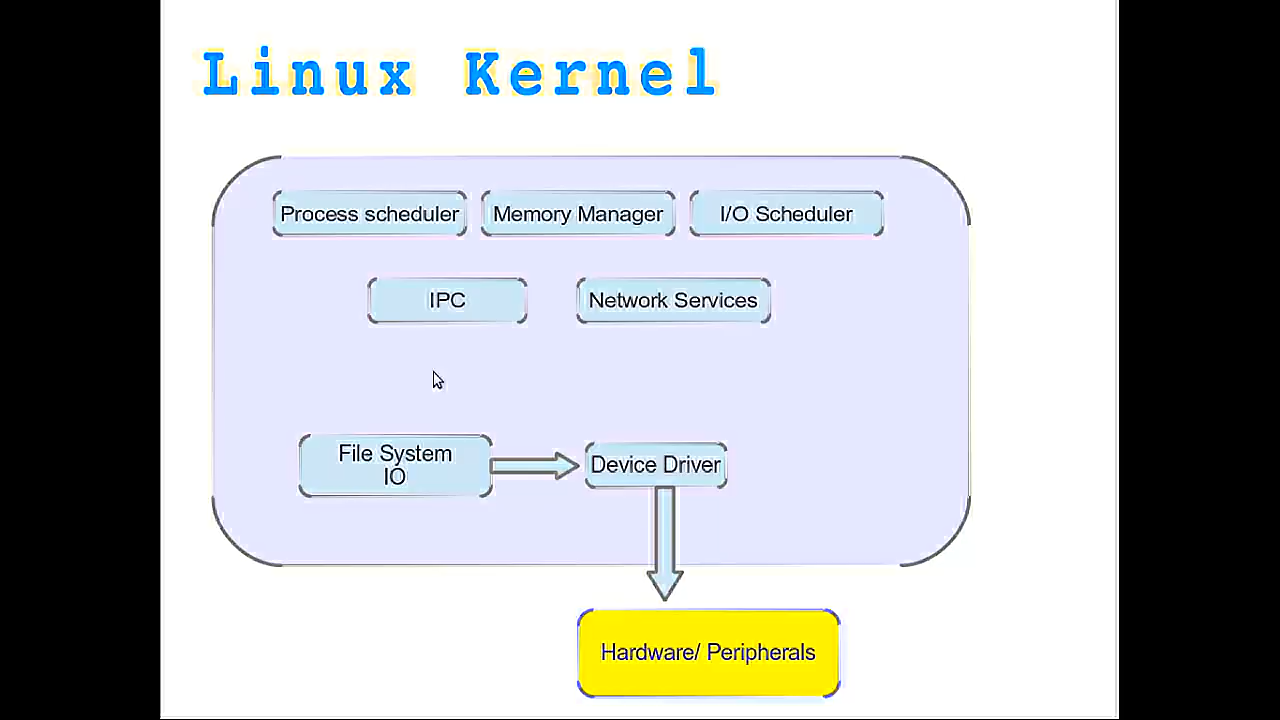 Linux Kernel
Process scheduler
Memory Manager
I/O Scheduler
IPC
Network Services
File System
IO
Device Driver
Hardware/ Peripherals